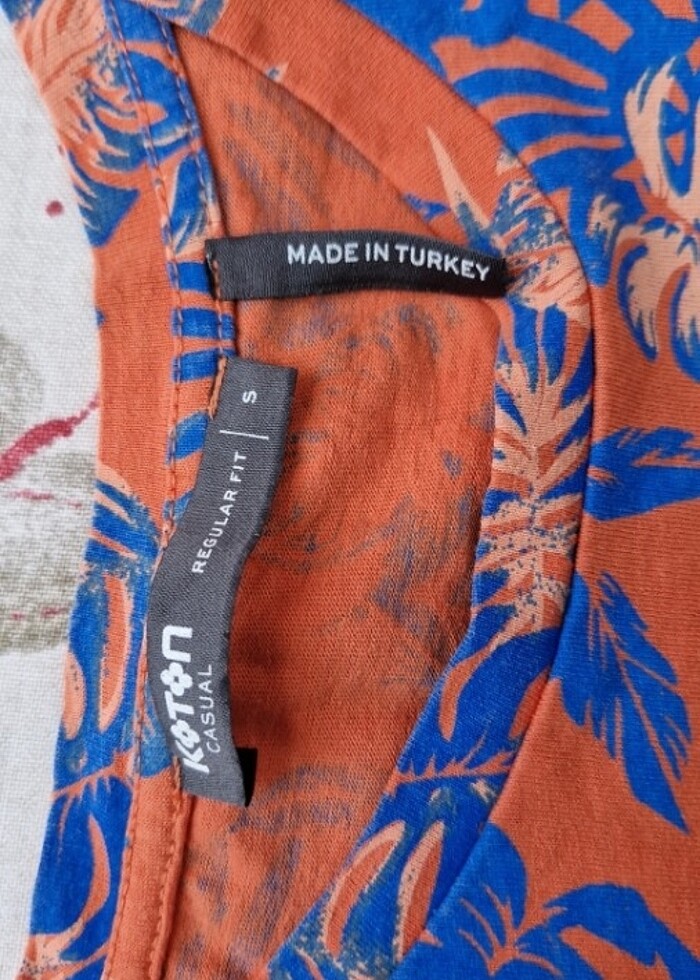 MADE IN TURKEY
KOTON
CASUAL
REGULAR FIT | S